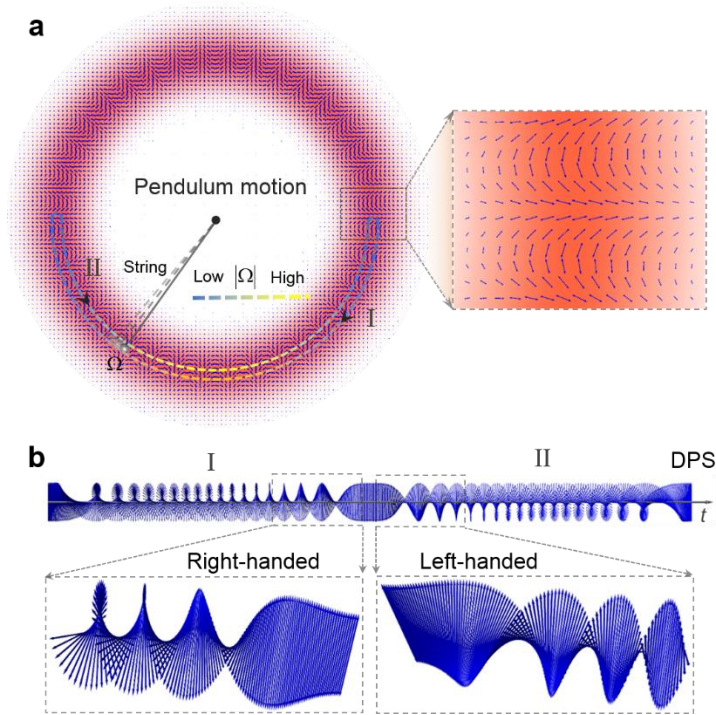 a
Pendulum motion
String
Low |Ω| High
II
I
Ω
b
I
II
DPS
t
Right-handed
Left-handed